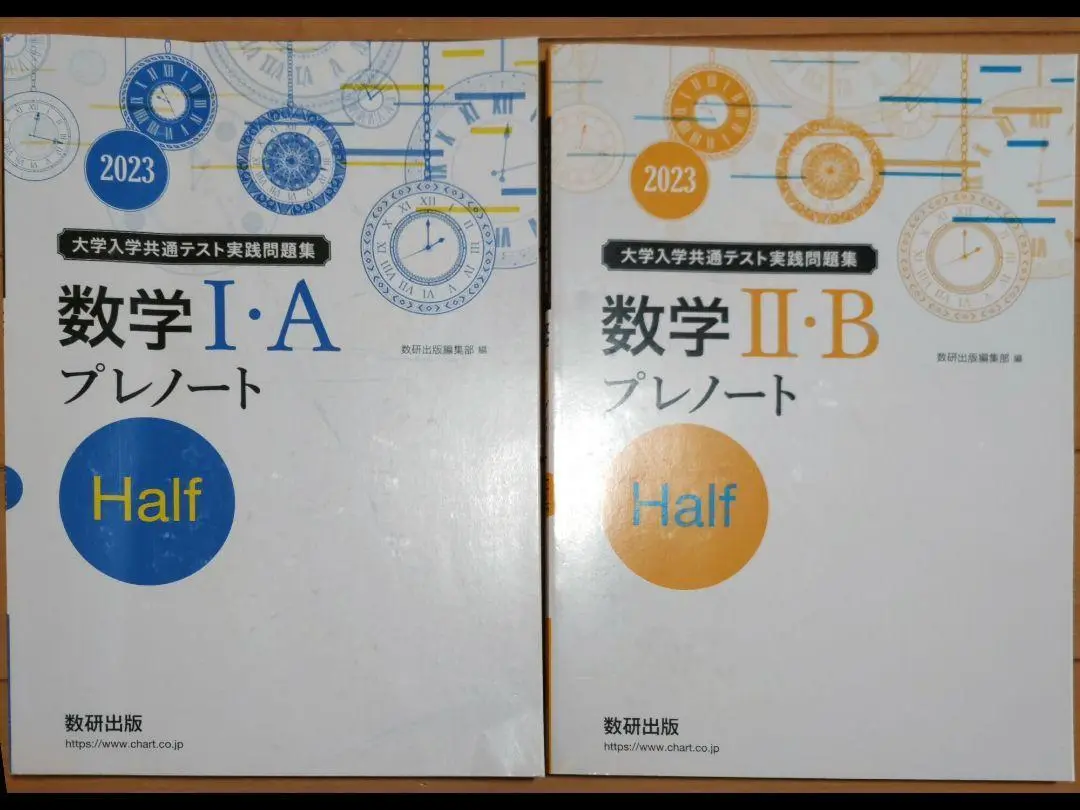 2023
大学入学共通テスト実践問題集
数学Ⅰ・A
数研出版編集部 編
プレノート
Half
数研出版
https://www.chart.co.jp
2023
大学入学共通テスト実践問題集
数学Ⅱ・B
数研出版編集部 編
プレノート
Half
数研出版
https://www.chart.co.jp